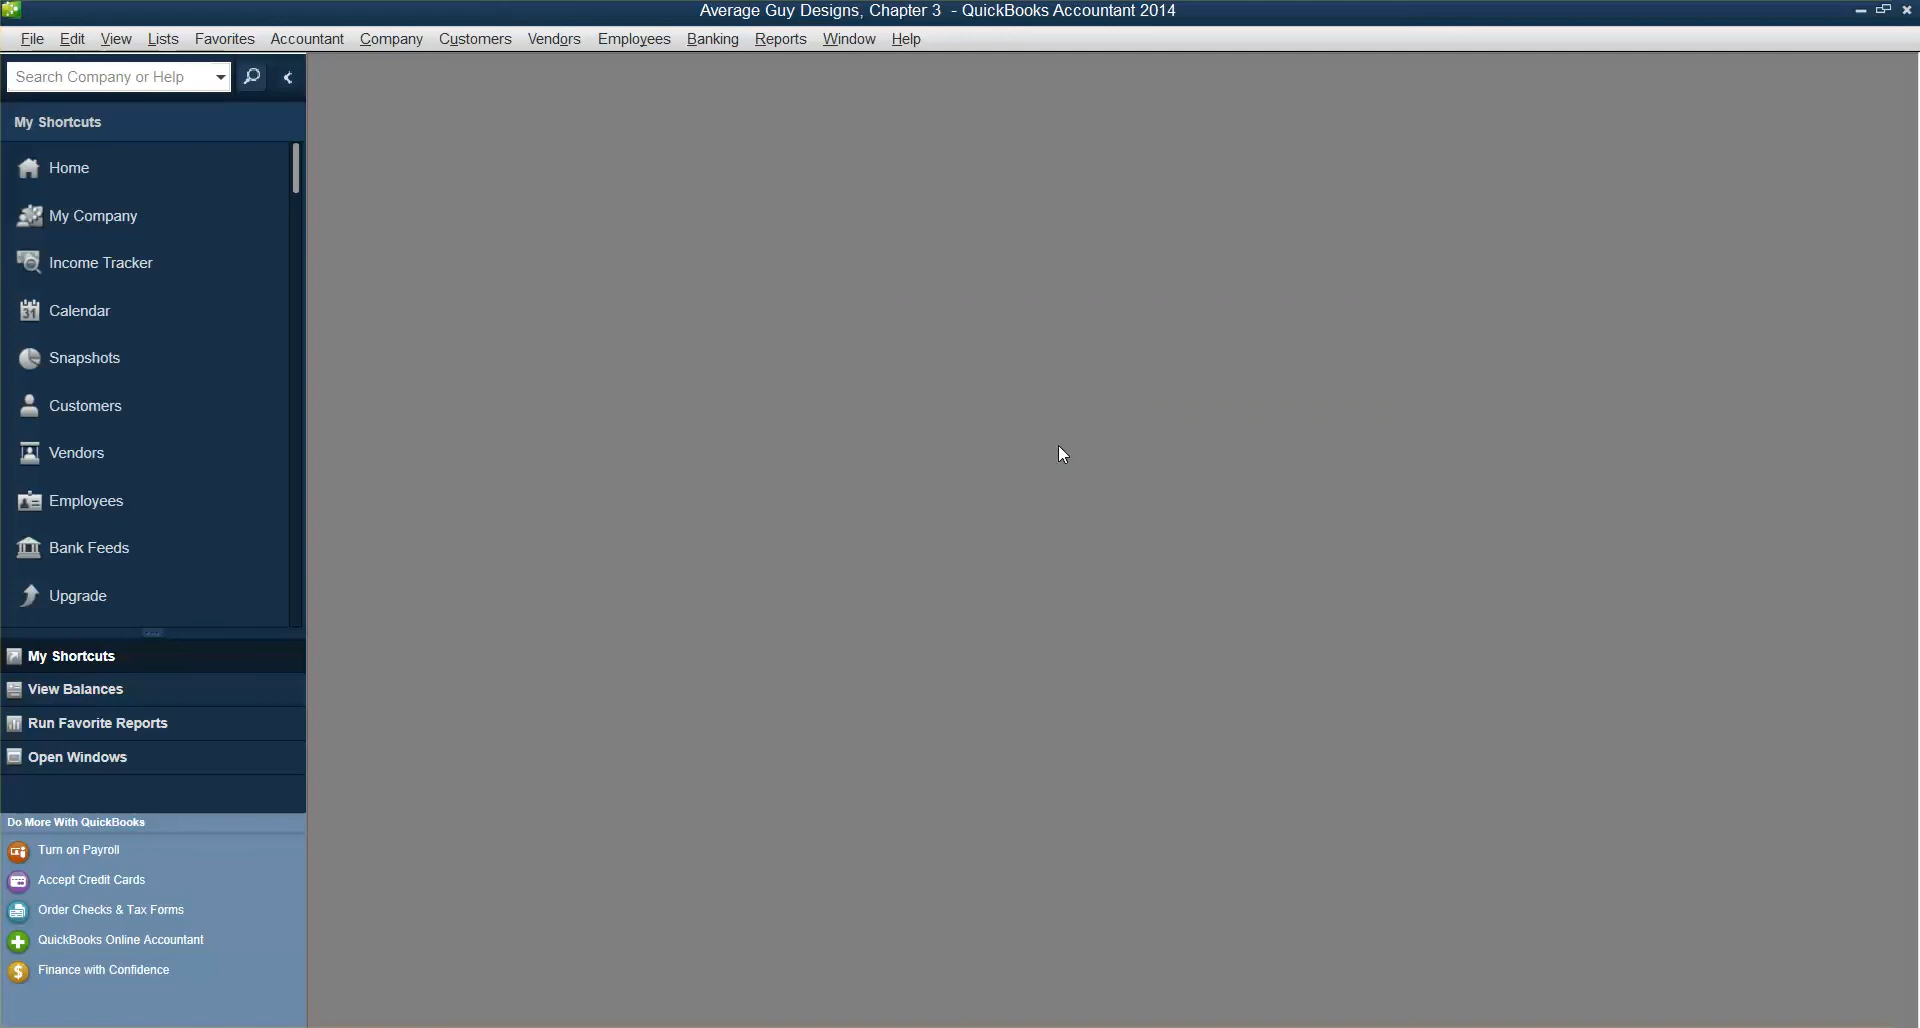 Average Guy Designs, Chapter 3 - QuickBooks Accountant 2014
File Edit View Lists Favorites Accountant Company Customers Vendors Employees Banking Reports Window Help
Search Company or Help
My Shortcuts
Home
My Company
Income Tracker
31 Calendar
Snapshots
Customers
Vendors
Employees
Bank Feeds
Upgrade
My Shortcuts
View Balances
Run Favorite Reports
Open Windows
Do More With QuickBooks
Turn on Payroll
Accept Credit Cards
Order Checks & Tax Forms
QuickBooks Online Accountant
$ Finance with Confidence